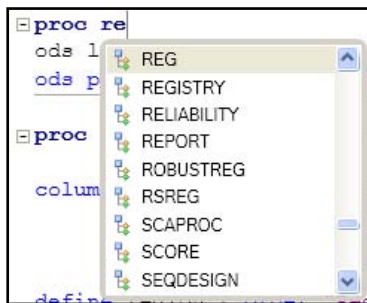 proc re
ods l
ods p
proc
colum
REG
REGISTRY
RELIABILITY
REPORT
ROBUSTREG
RSREG
SCAPROC
SCORE
SEQDESIGN